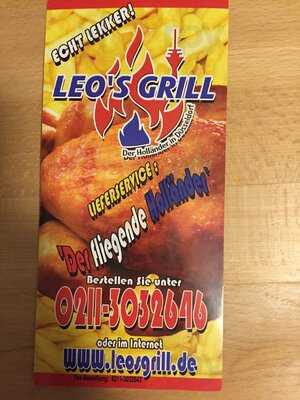 ECHT LEKKER!
LEO'S GRILL
Der Holländer in Düsseldorf
LIEFERSERVICE:
"Der fliegende Holländer"
Bestellen Sie unter
0211-3032646
oder im Internet
www.leosgrill.de